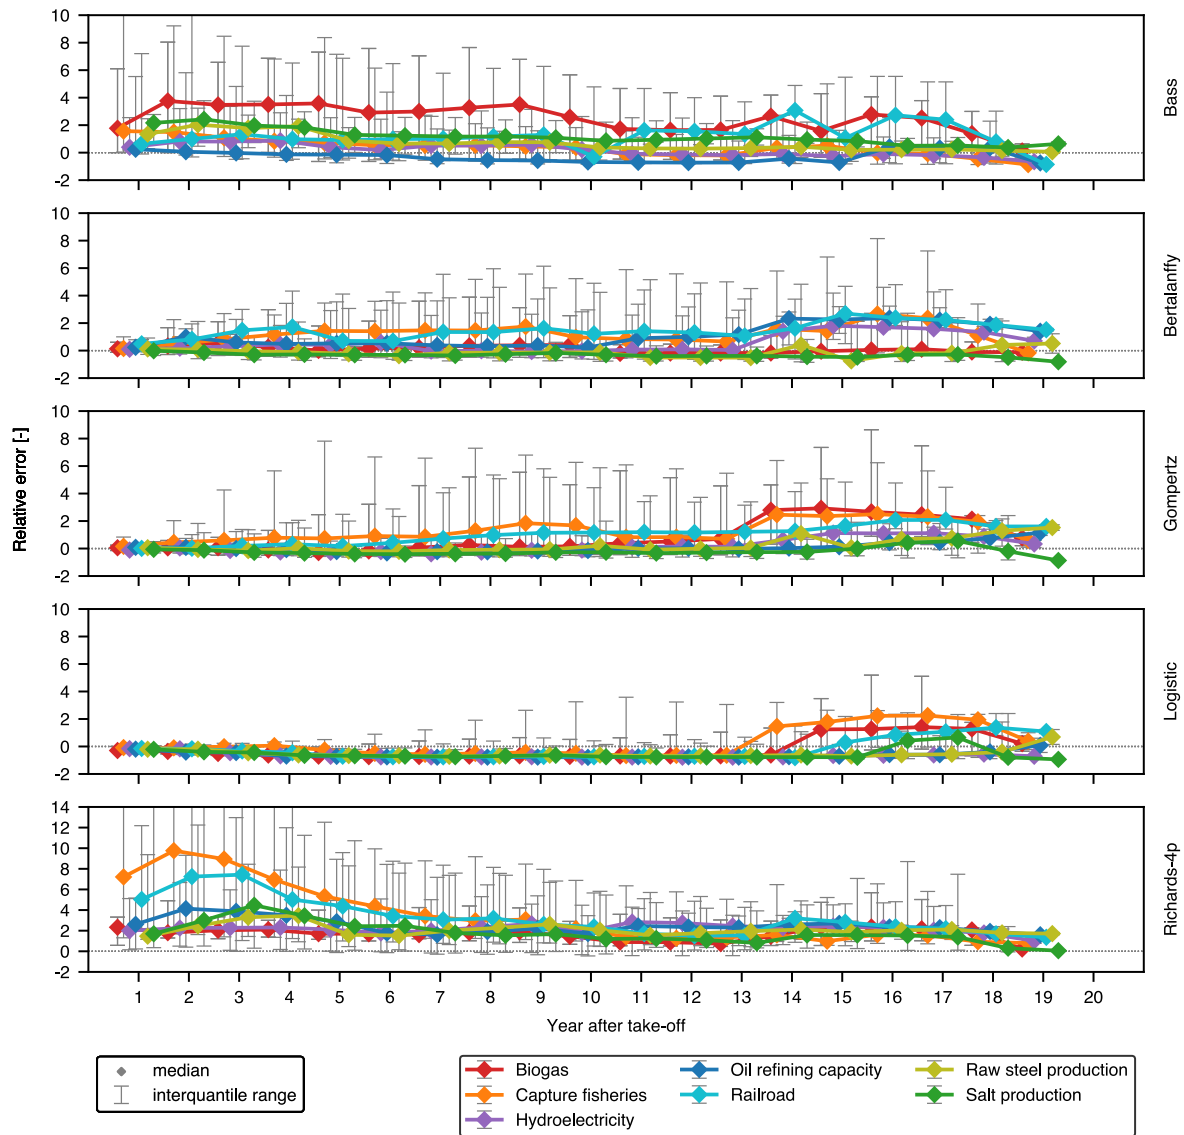 10
8
6
4
2
0
-2
Bass
10
8
6
4
2
0
-2
Bertalanffy
10
8
6
4
2
0
-2
Gompertz
Relative error [-]
10
8
6
4
2
0
-2
Logistic
14
12
10
8
6
4
2
0
-2
Richards-4p
1 2 3 4 5 6 7 8 9 10 11 12 13 14 15 16 17 18 19 20
Year after take-off
median
interquantile range
Biogas Oil refining capacity Raw steel production
Capture fisheries Railroad Salt production
Hydroelectricity